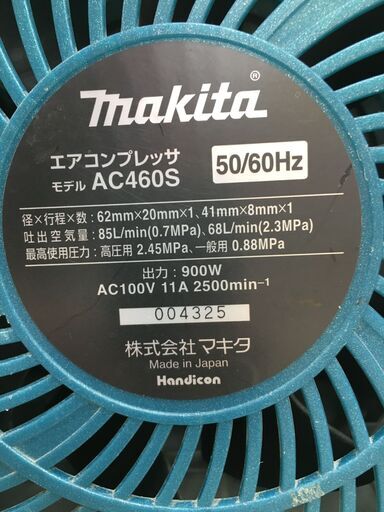 makita®
エアコンプレッサ
モデル AC460S
50/60Hz
径×行程×数：62mm×20mm×1、41mm×8mm×1
吐出空気量：85L/min(0.7MPa)、68L/min(2.3MPa)
最高使用圧力：高圧用 2.45MPa、一般用 0.88MPa
出力：900W
AC100V 11A 2500min⁻¹
004325
株式会社 マキタ
Made in Japan
Handicon